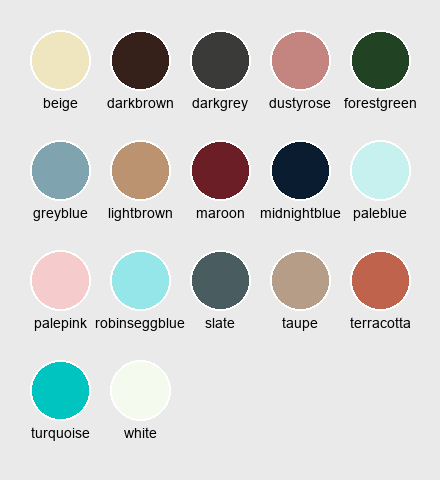 beige darkbrown darkgrey dustyrose forestgreen
greyblue lightbrown maroon midnightblue paleblue
palepink robinseggblue slate taupe terracotta
turquoise white